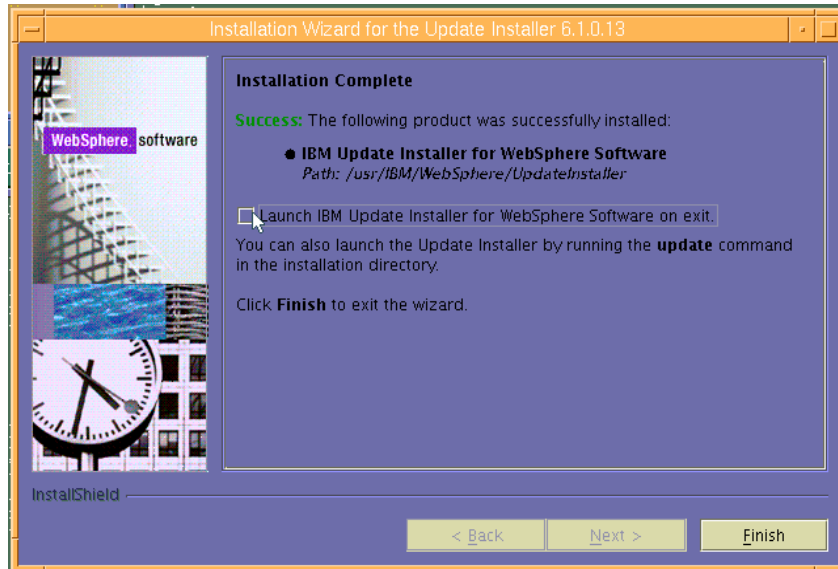 Installation Wizard for the Update Installer 6.1.0.13
WebSphere. software
Installation Complete
Success: The following product was successfully installed:
● IBM Update Installer for WebSphere Software
Path: /usr/IBM/WebSphere/UpdateInstaller
Launch IBM Update Installer for WebSphere Software on exit.
You can also launch the Update Installer by running the update command
in the installation directory.
Click Finish to exit the wizard.
InstallShield
< Back Next > Finish